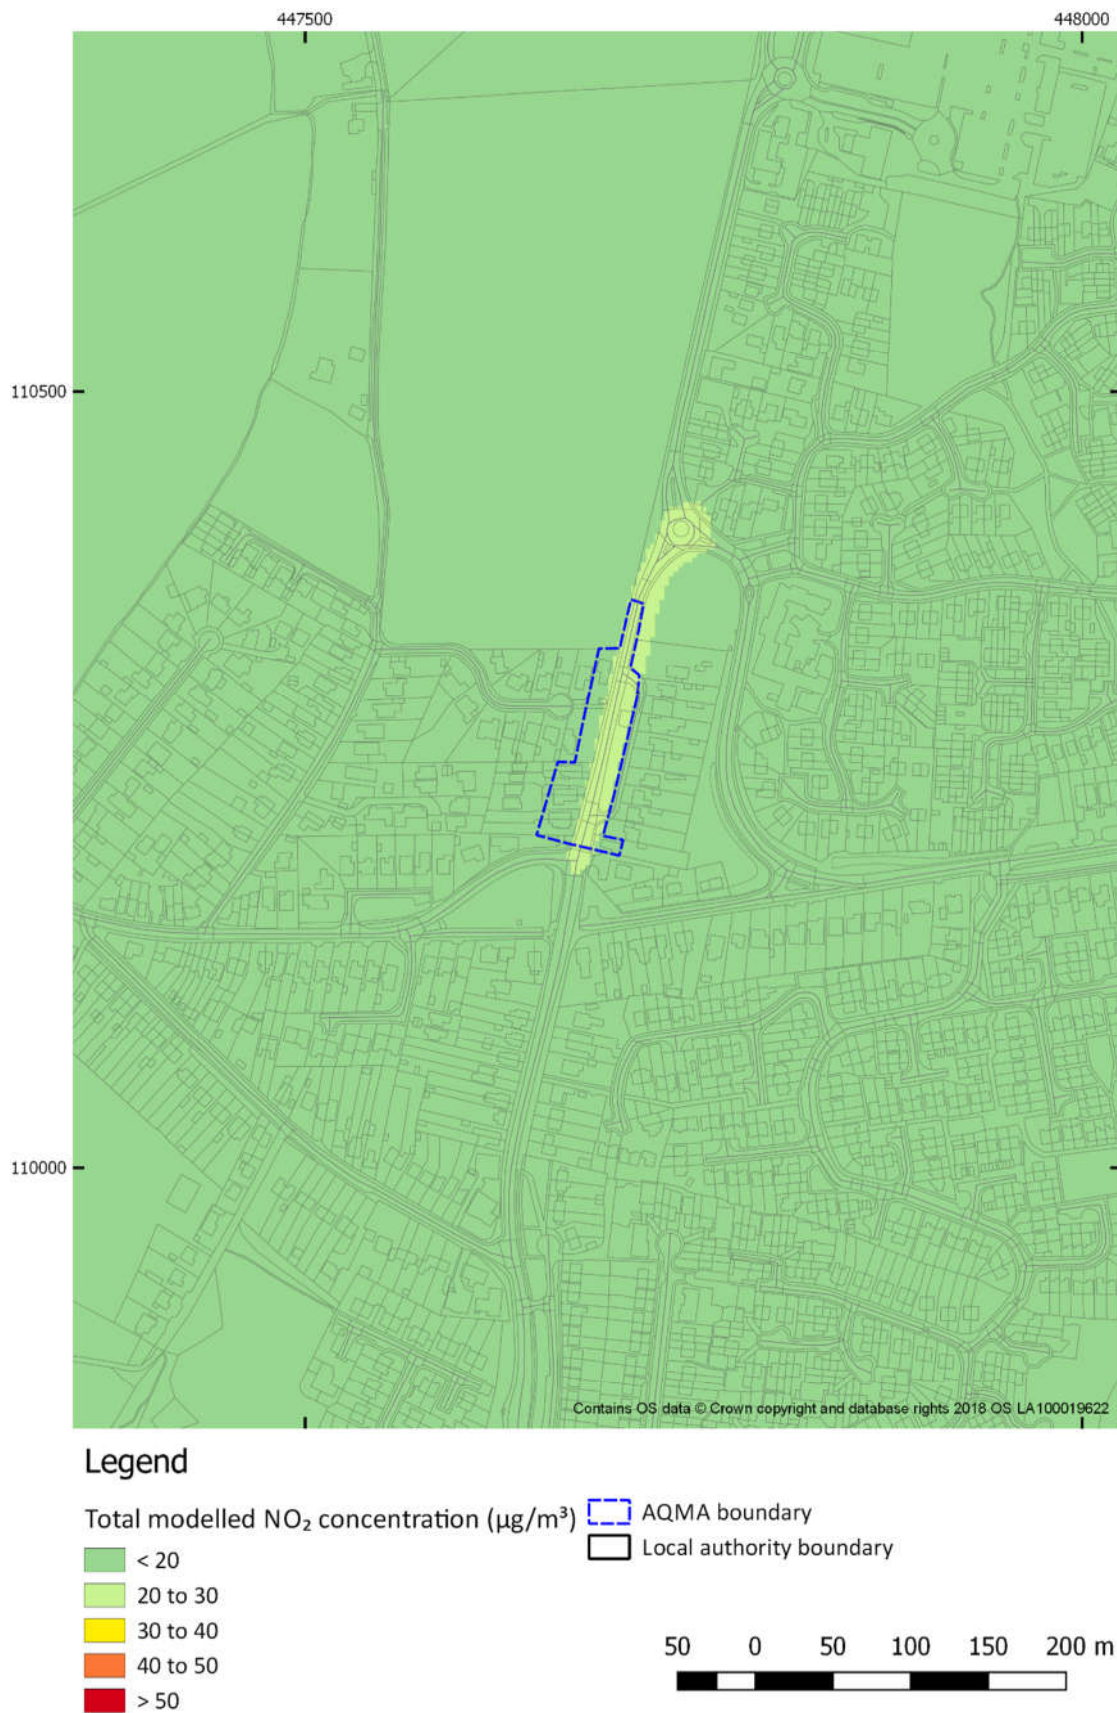 447500
448000
110500
110000
Contains OS data © Crown copyright and database rights 2018 OS LA100019622
Legend
Total modelled NO₂ concentration (µg/m³)
< 20
20 to 30
30 to 40
40 to 50
> 50
AQMA boundary
Local authority boundary
50 0 50 100 150 200 m